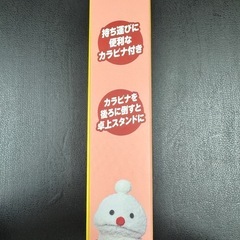 持ち運びに
便利な
カラビナ付き
カラビナを
後ろに倒すと
卓上スタンドに